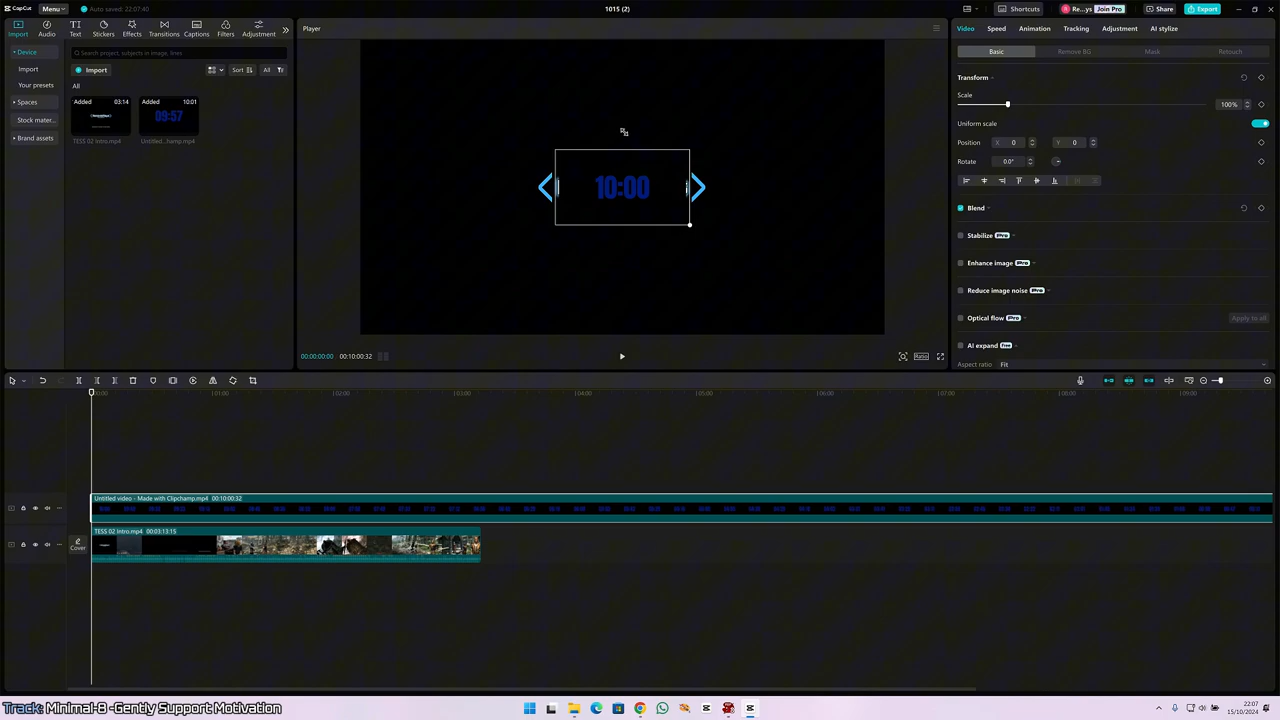 CapCut
Menu
Auto saved: 22:07:40
1015 (2)
Shortcuts
Re...ys
Join Pro
Share
Export
Import
Audio
Text
Stickers
Effects
Transitions
Captions
Filters
Adjustment
Device
Import
Your presets
Spaces
Stock mater...
Brand assets
Search project, subjects in image, lines
Import
Sort
All
All
Added
03:14
TESS 02 Intro.mp4
Added
10:01
09:57
Untitled...hamp.mp4
Player
10:00
00:00:00:00
00:10:00:32
Ratio
Video
Speed
Animation
Tracking
Adjustment
AI stylize
Basic
Remove BG
Mask
Retouch
Transform
Scale
100%
Uniform scale
Position
X
0
Y
0
Rotate
0.0°
Blend
Stabilize
Pro
Enhance image
Pro
Reduce image noise
Pro
Optical flow
Pro
Apply to all
AI expand
Free
Aspect ratio
Fit
00:00
01:00
02:00
03:00
04:00
05:00
06:00
07:00
08:00
09:00
Untitled video - Made with Clipchamp.mp4
00:10:00:32
Cover
TESS 02 Intro.mp4
00:03:13:15
Track: Minimal-8 -Gently Support Motivation
22:07
15/10/2024